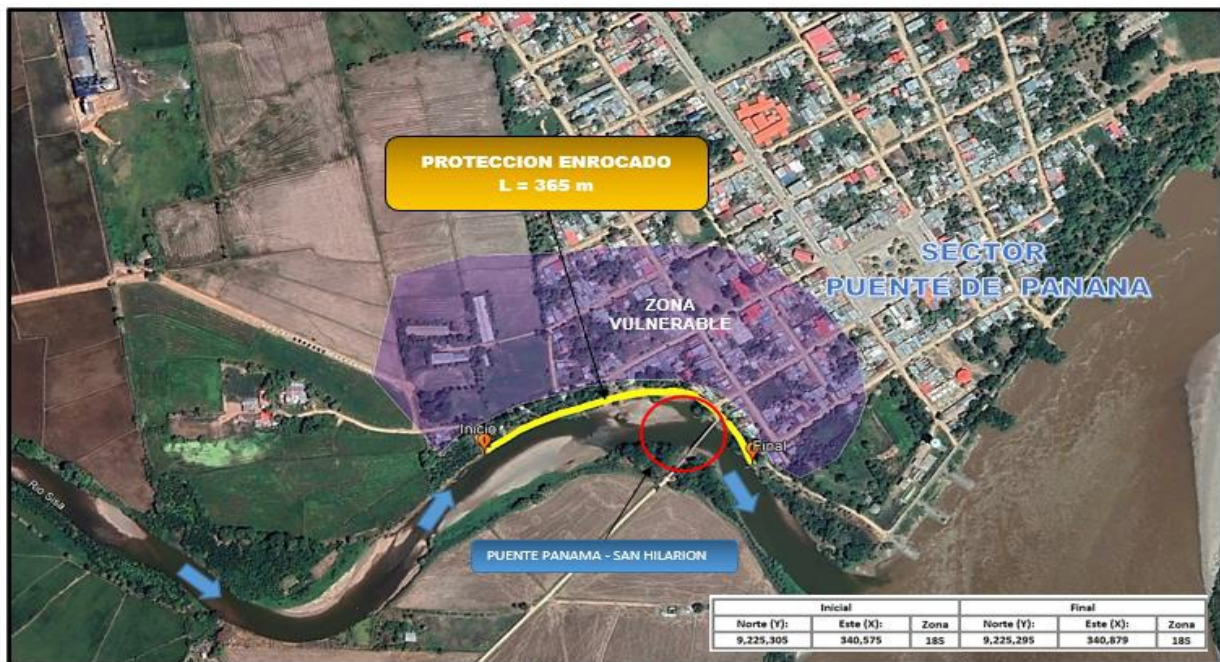 PROTECCION ENROCADO
L = 365 m
SECTOR
PUENTE DE PANANA
ZONA
VULNERABLE
Inicio
Final
Rio Sisa
PUENTE PANAMA - SAN HILARION
Inicial Final
Norte (Y): Este (X): Zona Norte (Y): Este (X): Zona
9,225,305 340,575 18S 9,225,295 340,879 18S